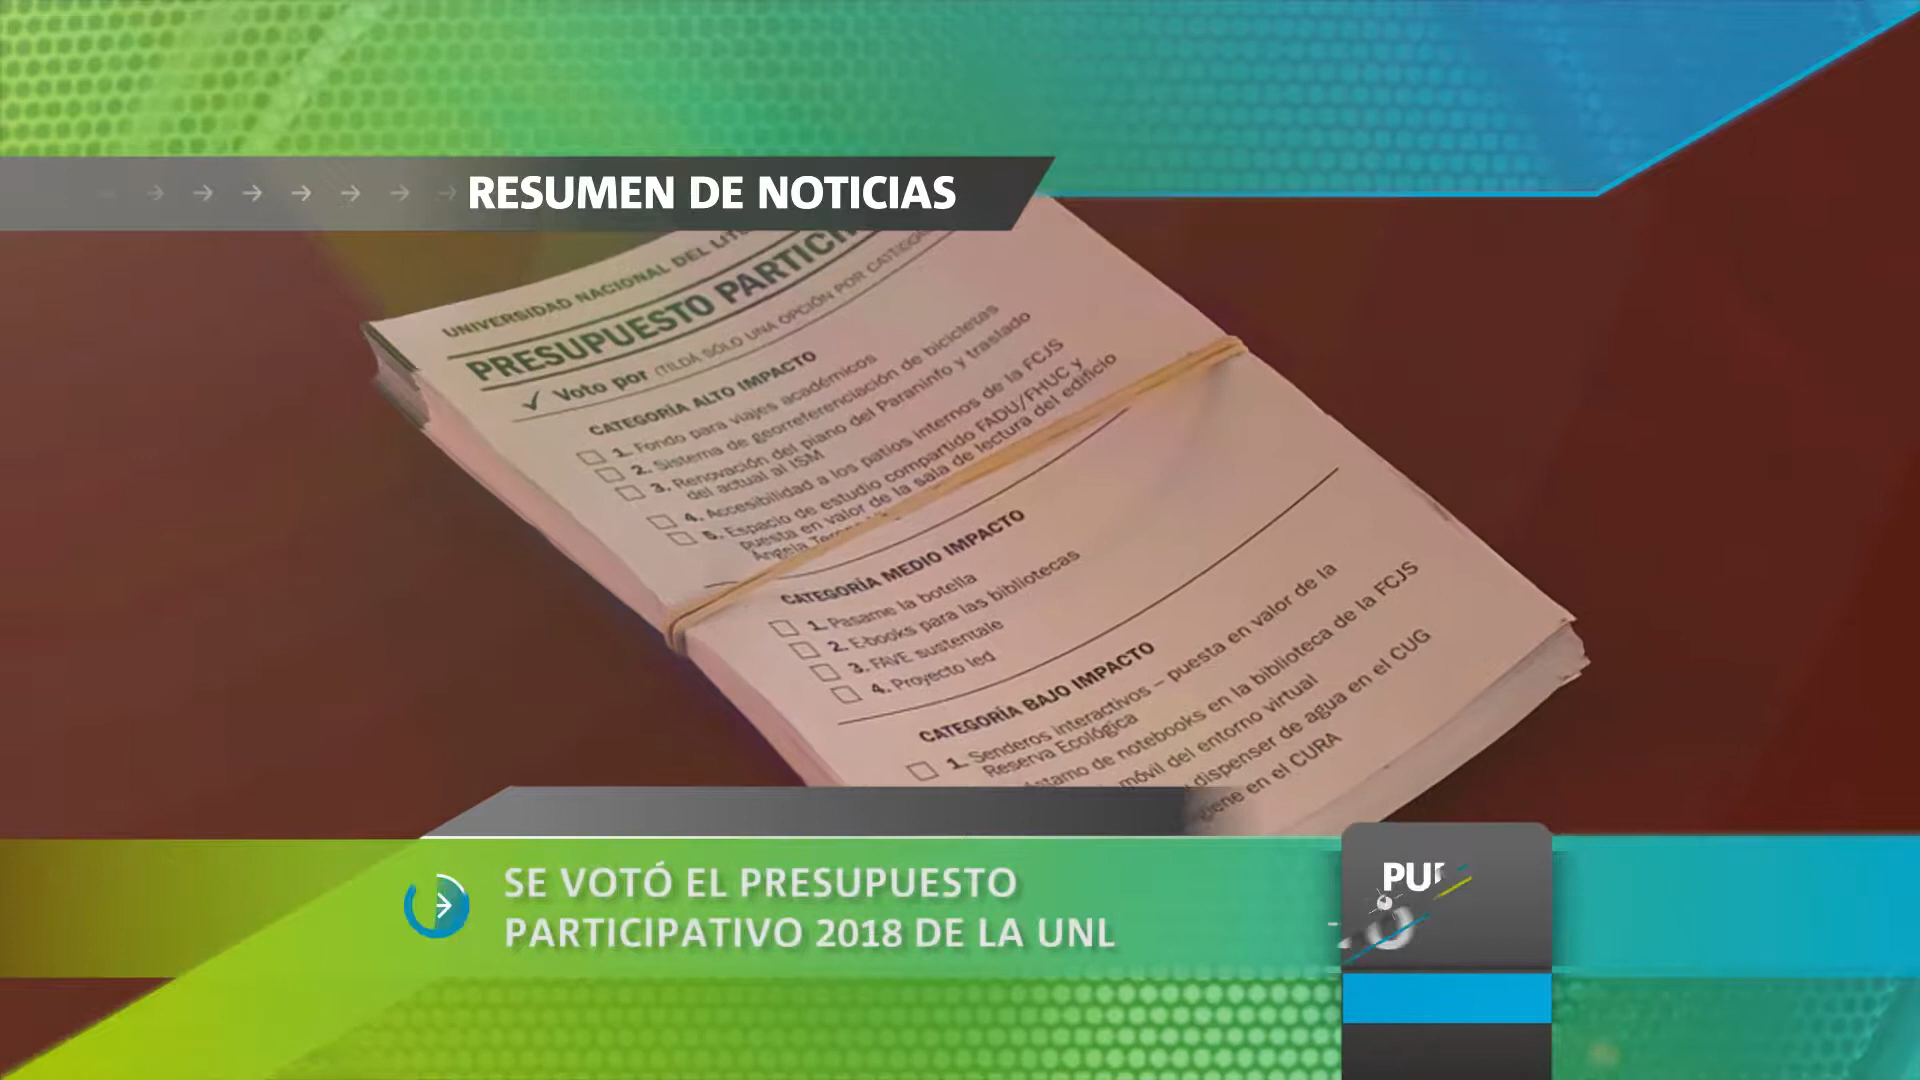 RESUMEN DE NOTICIAS
UNIVERSIDAD NACIONAL DEL
PRESUPUESTO
✓ Voto por (TILDÁ SÓLO UNA OPCIÓN POR
CATEGORÍA ALTO IMPACTO
1. Fondo para viajes académicos
2. Sistema de georreferenciación de bicicletas
3. Renovación del piano del Paraninfo y traslado
del actual al ISM
4. Accesibilidad a los patios internos de la FCJS
5. Espacio de estudio compartido FADU/FHUC y
puesta en valor de la sala de lectura del edificio
Ángela
CATEGORÍA MEDIO IMPACTO
1. Pasame la botella
2. E-books para las bibliotecas
3. FAVE sustentale
4. Proyecto led
CATEGORÍA BAJO IMPACTO
1. Senderos interactivos – puesta en valor de la
Reserva Ecológica
de notebooks en la biblioteca de la FCJS
móvil del entorno virtual
dispenser de agua en el CUG
en el CURA
SE VOTÓ EL PRESUPUESTO
PARTICIPATIVO 2018 DE LA UNL